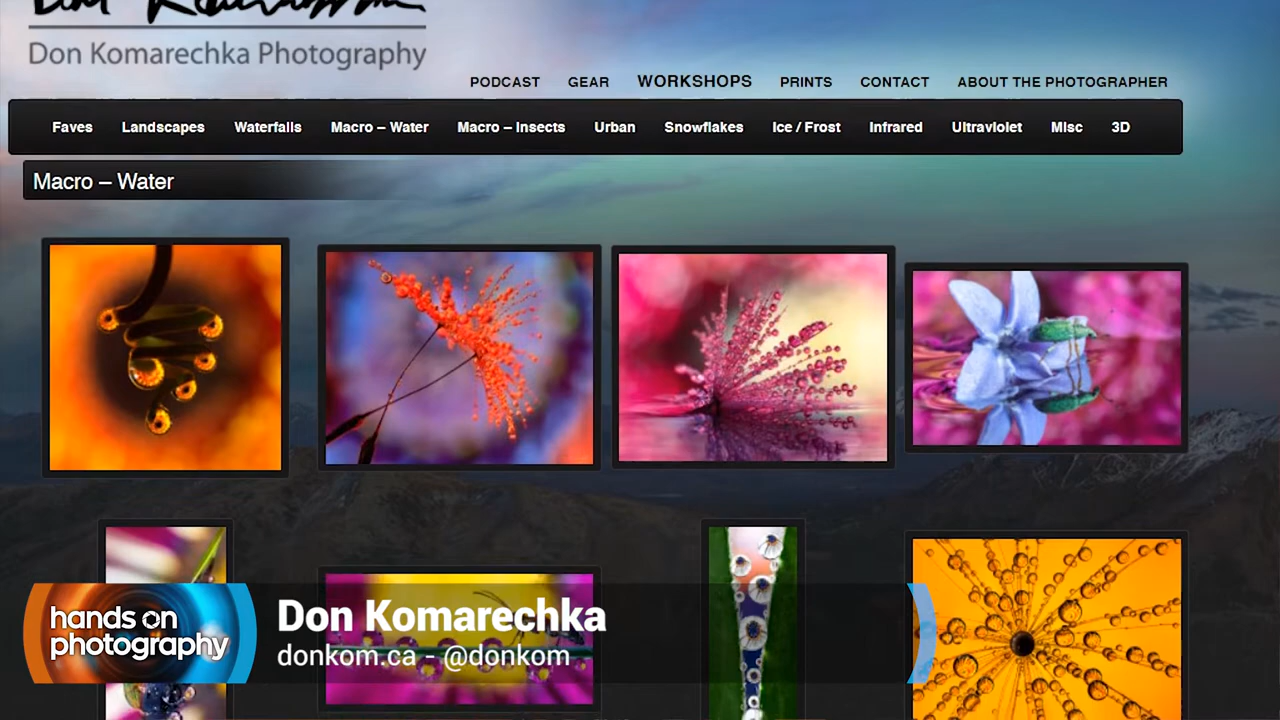 Don Komarechka Photography
PODCAST GEAR WORKSHOPS PRINTS CONTACT ABOUT THE PHOTOGRAPHER
Faves Landscapes Waterfalls Macro – Water Macro – Insects Urban Snowflakes Ice / Frost Infrared Ultraviolet Misc 3D
Macro – Water
hands on
photography
Don Komarechka
donkom.ca - @donkom